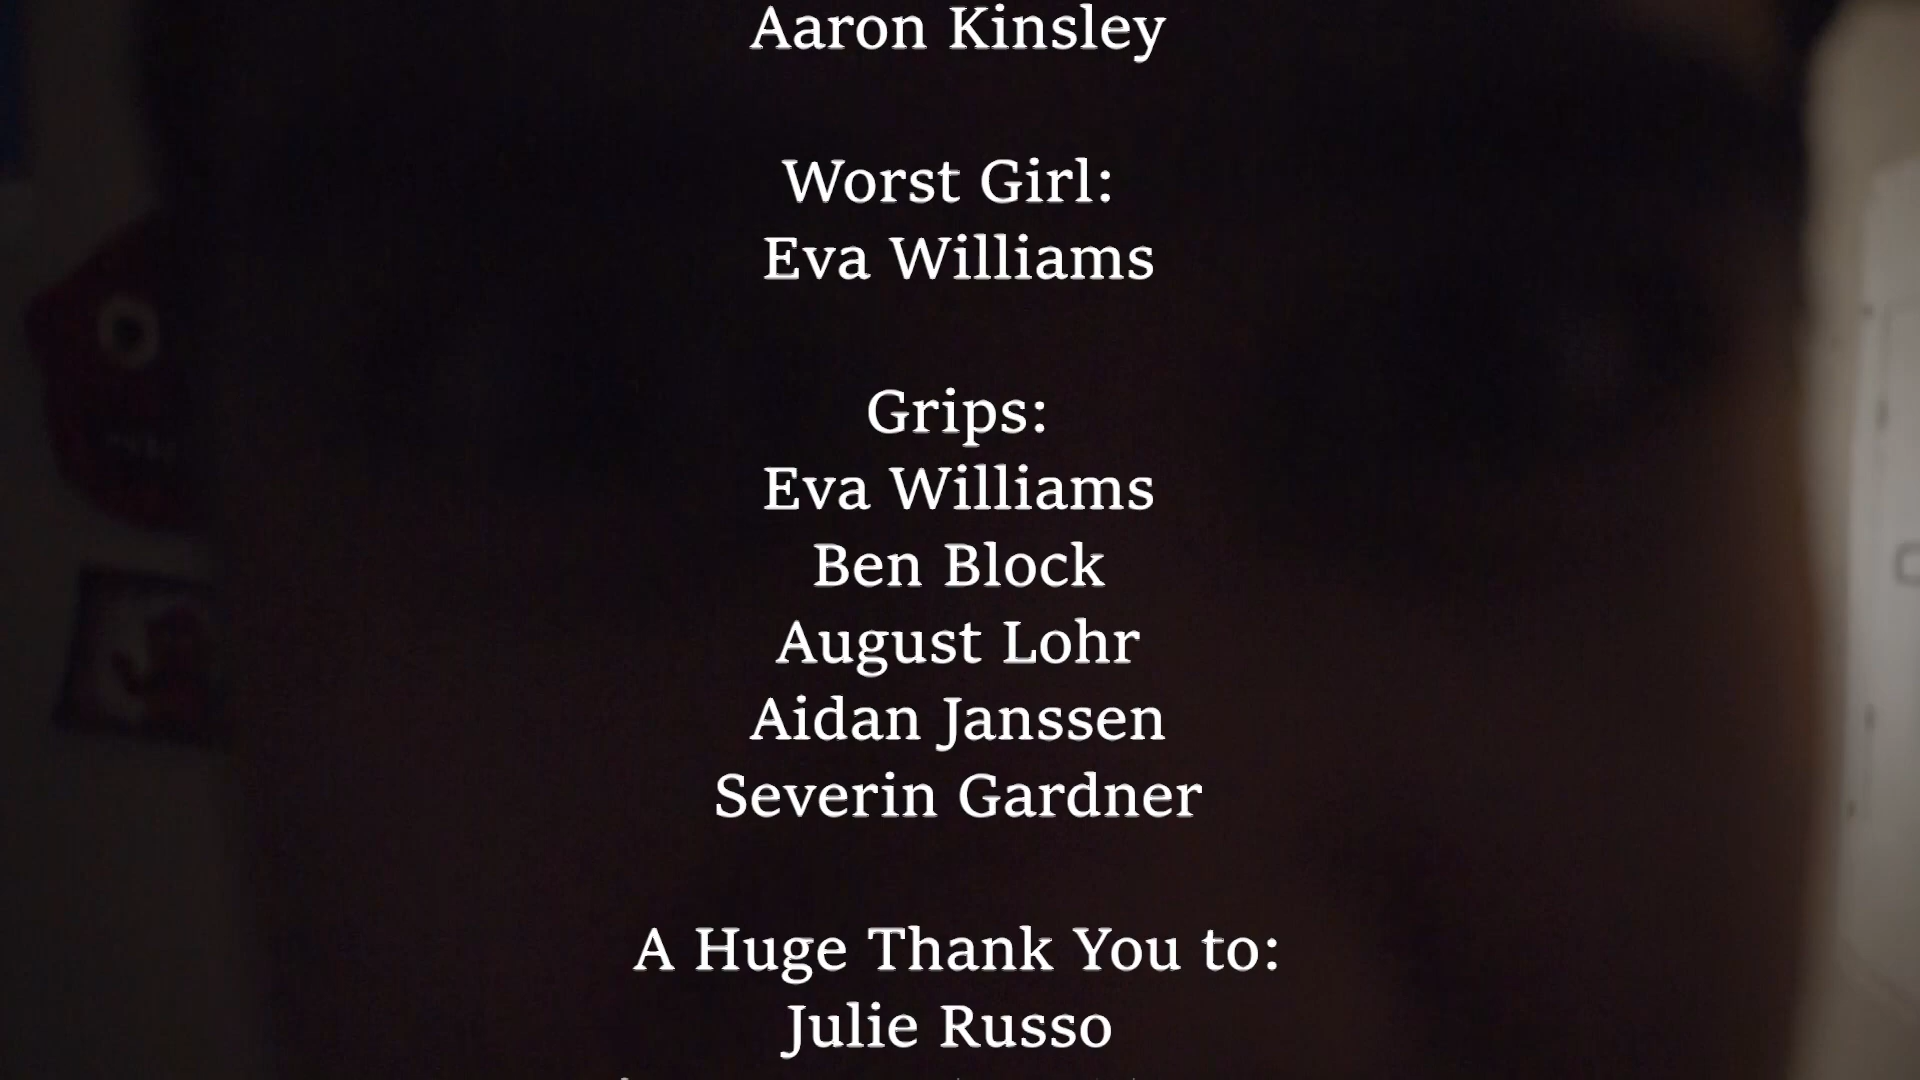 Aaron Kinsley
Worst Girl:
Eva Williams
Grips:
Eva Williams
Ben Block
August Lohr
Aidan Janssen
Severin Gardner
A Huge Thank You to:
Julie Russo